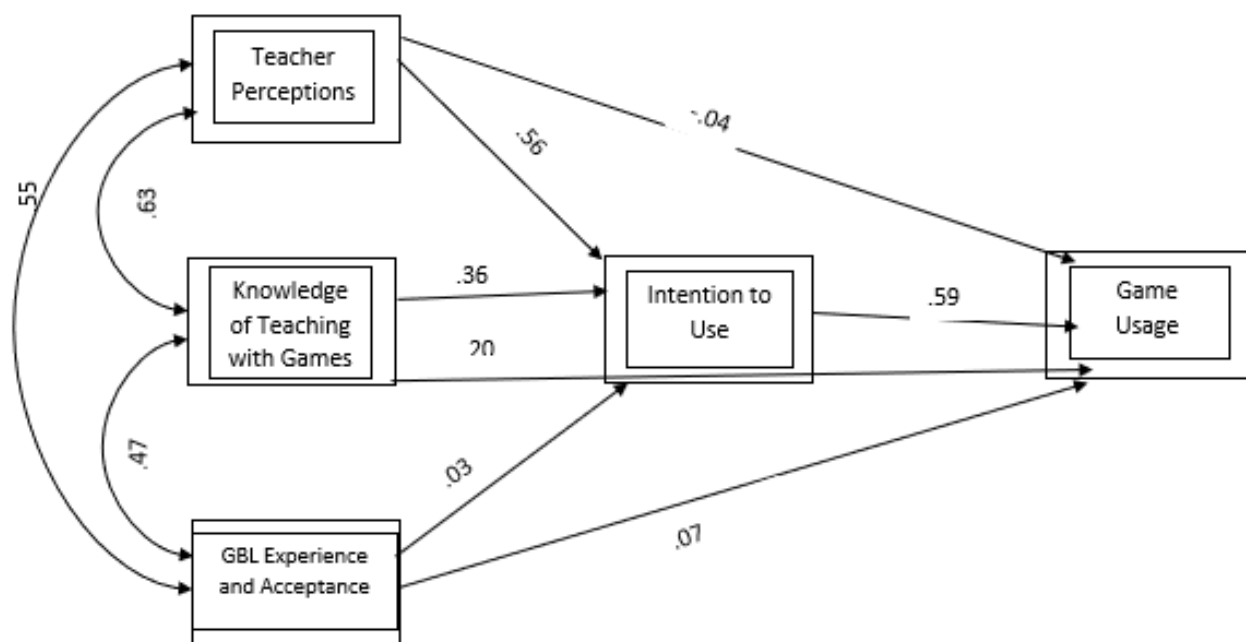 Teacher
Perceptions
-.04
.56
.55
.63
Knowledge
of Teaching
with Games
.36
Intention to
Use
.59
Game
Usage
20
.47
.03
GBL Experience
and Acceptance
.07